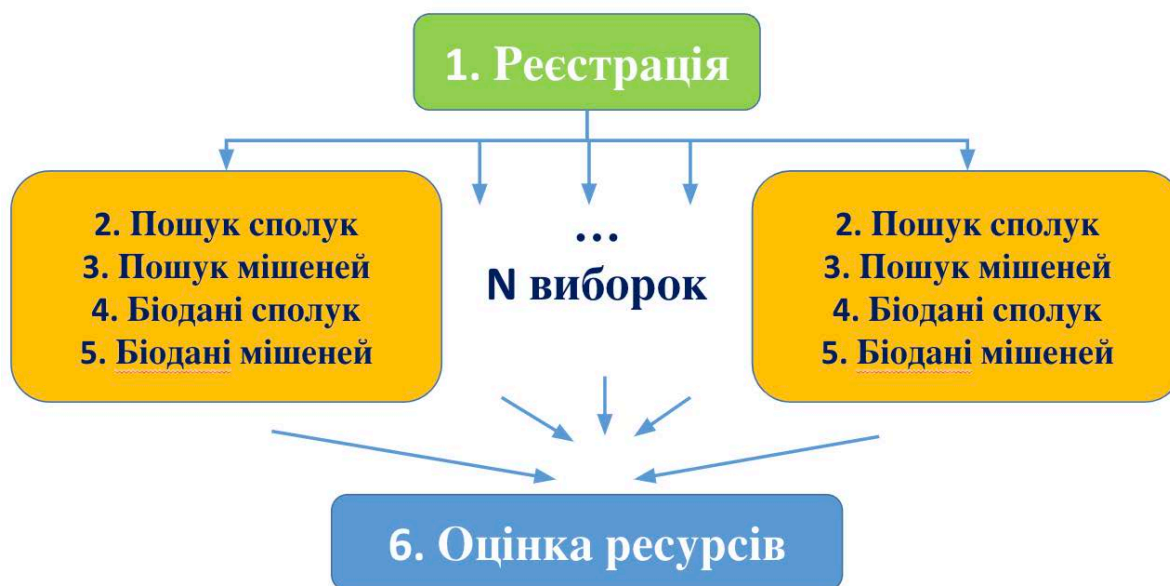 1. Реєстрація
2. Пошук сполук
3. Пошук мішеней
4. Біодані сполук
5. Біодані мішеней
...
N виборок
2. Пошук сполук
3. Пошук мішеней
4. Біодані сполук
5. Біодані мішеней
6. Оцінка ресурсів